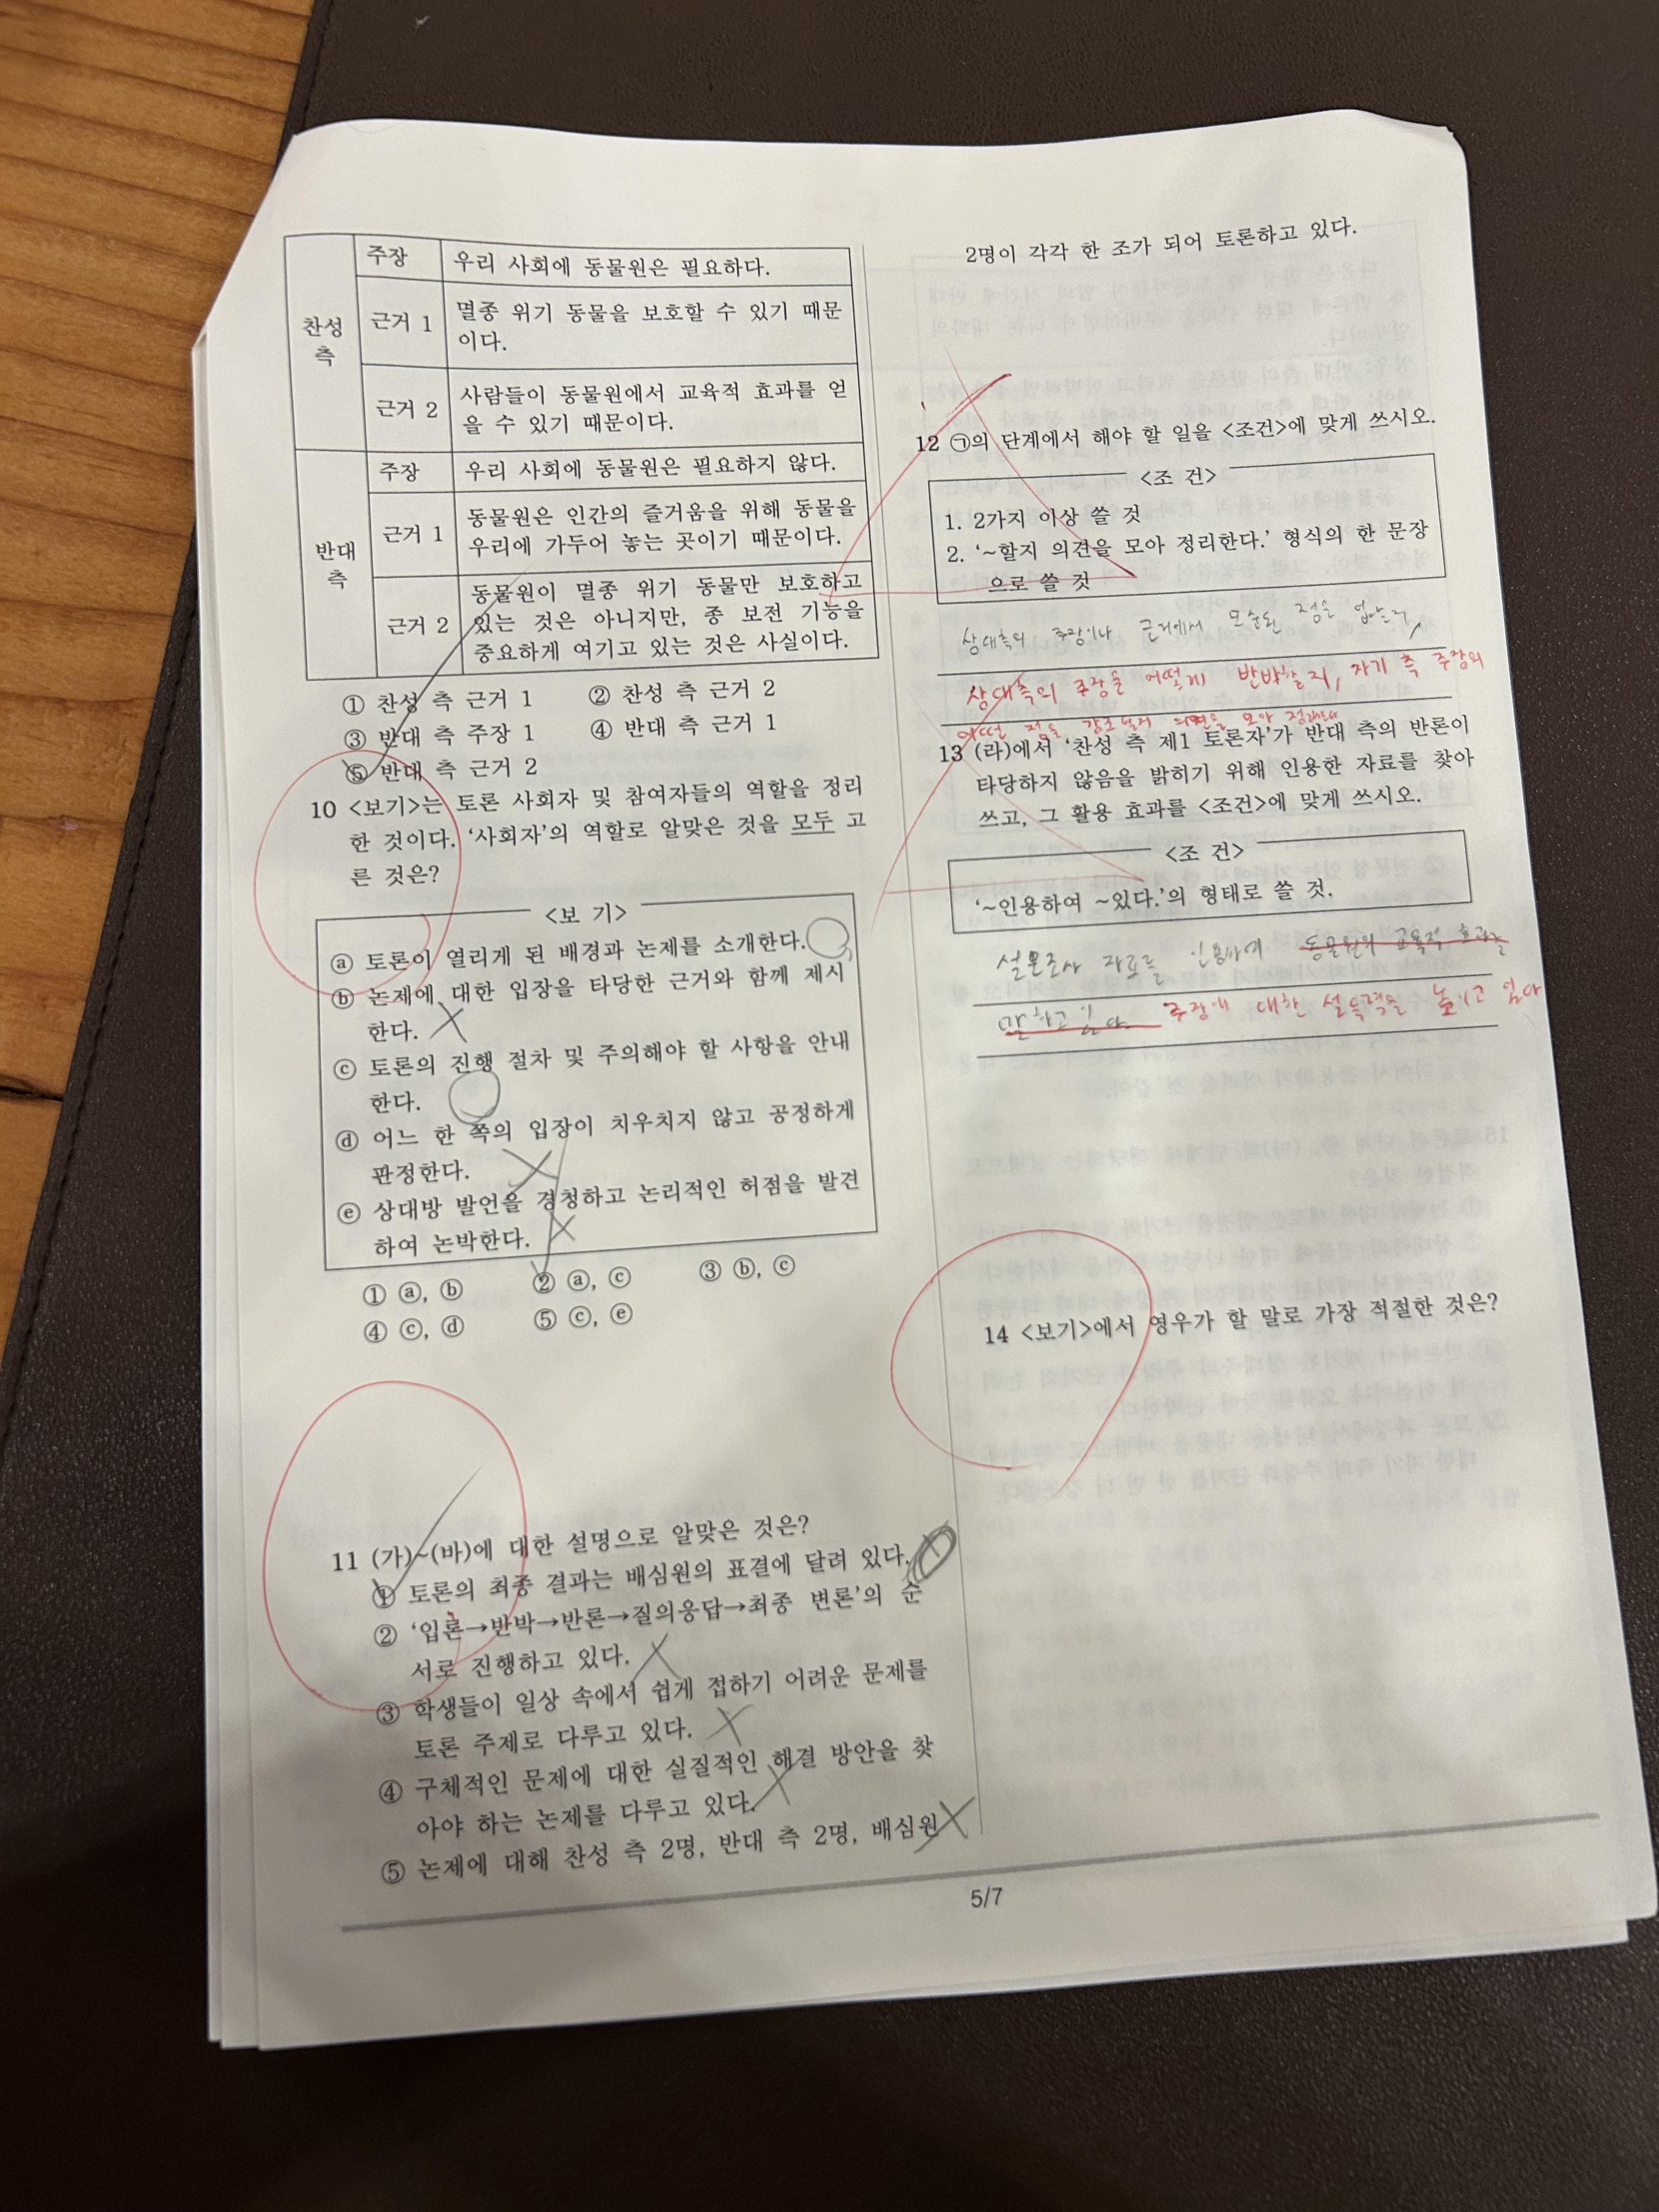 찬성 측
주장
우리 사회에 동물원은 필요하다.
근거 1
멸종 위기 동물을 보호할 수 있기 때문
이다.
근거 2
사람들이 동물원에서 교육적 효과를 얻
을 수 있기 때문이다.
반대 측
주장
우리 사회에 동물원은 필요하지 않다.
근거 1
동물원은 인간의 즐거움을 위해 동물을
우리에 가두어 놓는 곳이기 때문이다.
근거 2
동물원이 멸종 위기 동물만 보호하고
있는 것은 아니지만, 종 보전 기능을
중요하게 여기고 있는 것은 사실이다.
① 찬성 측 근거 1 ② 찬성 측 근거 2
③ 반대 측 주장 1 ④ 반대 측 근거 1
⑤ 반대 측 근거 2
10 <보기>는 토론 사회자 및 참여자들의 역할을 정리
한 것이다. ‘사회자’의 역할로 알맞은 것을 모두 고
른 것은?
<보 기>
ⓐ 토론이 열리게 된 배경과 논제를 소개한다.
ⓑ 논제에 대한 입장을 타당한 근거와 함께 제시
한다.
ⓒ 토론의 진행 절차 및 주의해야 할 사항을 안내
한다.
ⓓ 어느 한 쪽의 입장이 치우치지 않고 공정하게
판정한다.
ⓔ 상대방 발언을 경청하고 논리적인 허점을 발견
하여 논박한다.
① ⓐ, ⓑ ② ⓐ, ⓒ ③ ⓑ, ⓒ
④ ⓒ, ⓓ ⑤ ⓒ, ⓔ
11 (가)~(바)에 대한 설명으로 알맞은 것은?
① 토론의 최종 결과는 배심원의 표결에 달려 있다.
② ‘입론→반박→반론→질의응답→최종 변론’의 순
서로 진행하고 있다.
③ 학생들이 일상 속에서 쉽게 접하기 어려운 문제를
토론 주제로 다루고 있다.
④ 구체적인 문제에 대한 실질적인 해결 방안을 찾
아야 하는 논제를 다루고 있다.
⑤ 논제에 대해 찬성 측 2명, 반대 측 2명, 배심원
2명이 각각 한 조가 되어 토론하고 있다.
12 ㉠의 단계에서 해야 할 일을 <조건>에 맞게 쓰시오.
<조 건>
1. 2가지 이상 쓸 것
2. ‘~할지 의견을 모아 정리한다.’ 형식의 한 문장
으로 쓸 것
상대측의 주장이나 근거에서 모순된 점은 없는지,
상대측의 주장을 어떻게 반박할지, 자기 측 주장의
어떤 점을 강조할지 의견을 모아 정리한다
13 (라)에서 ‘찬성 측 제1 토론자’가 반대 측의 반론이
타당하지 않음을 밝히기 위해 인용한 자료를 찾아
쓰고, 그 활용 효과를 <조건>에 맞게 쓰시오.
<조 건>
‘~인용하여 ~있다.’의 형태로 쓸 것.
설문조사 자료를 인용하여 동물원의 교육적 효과를
말하고 있다 주장에 대한 설득력을 높이고 있다
14 <보기>에서 영우가 할 말로 가장 적절한 것은?
5/7